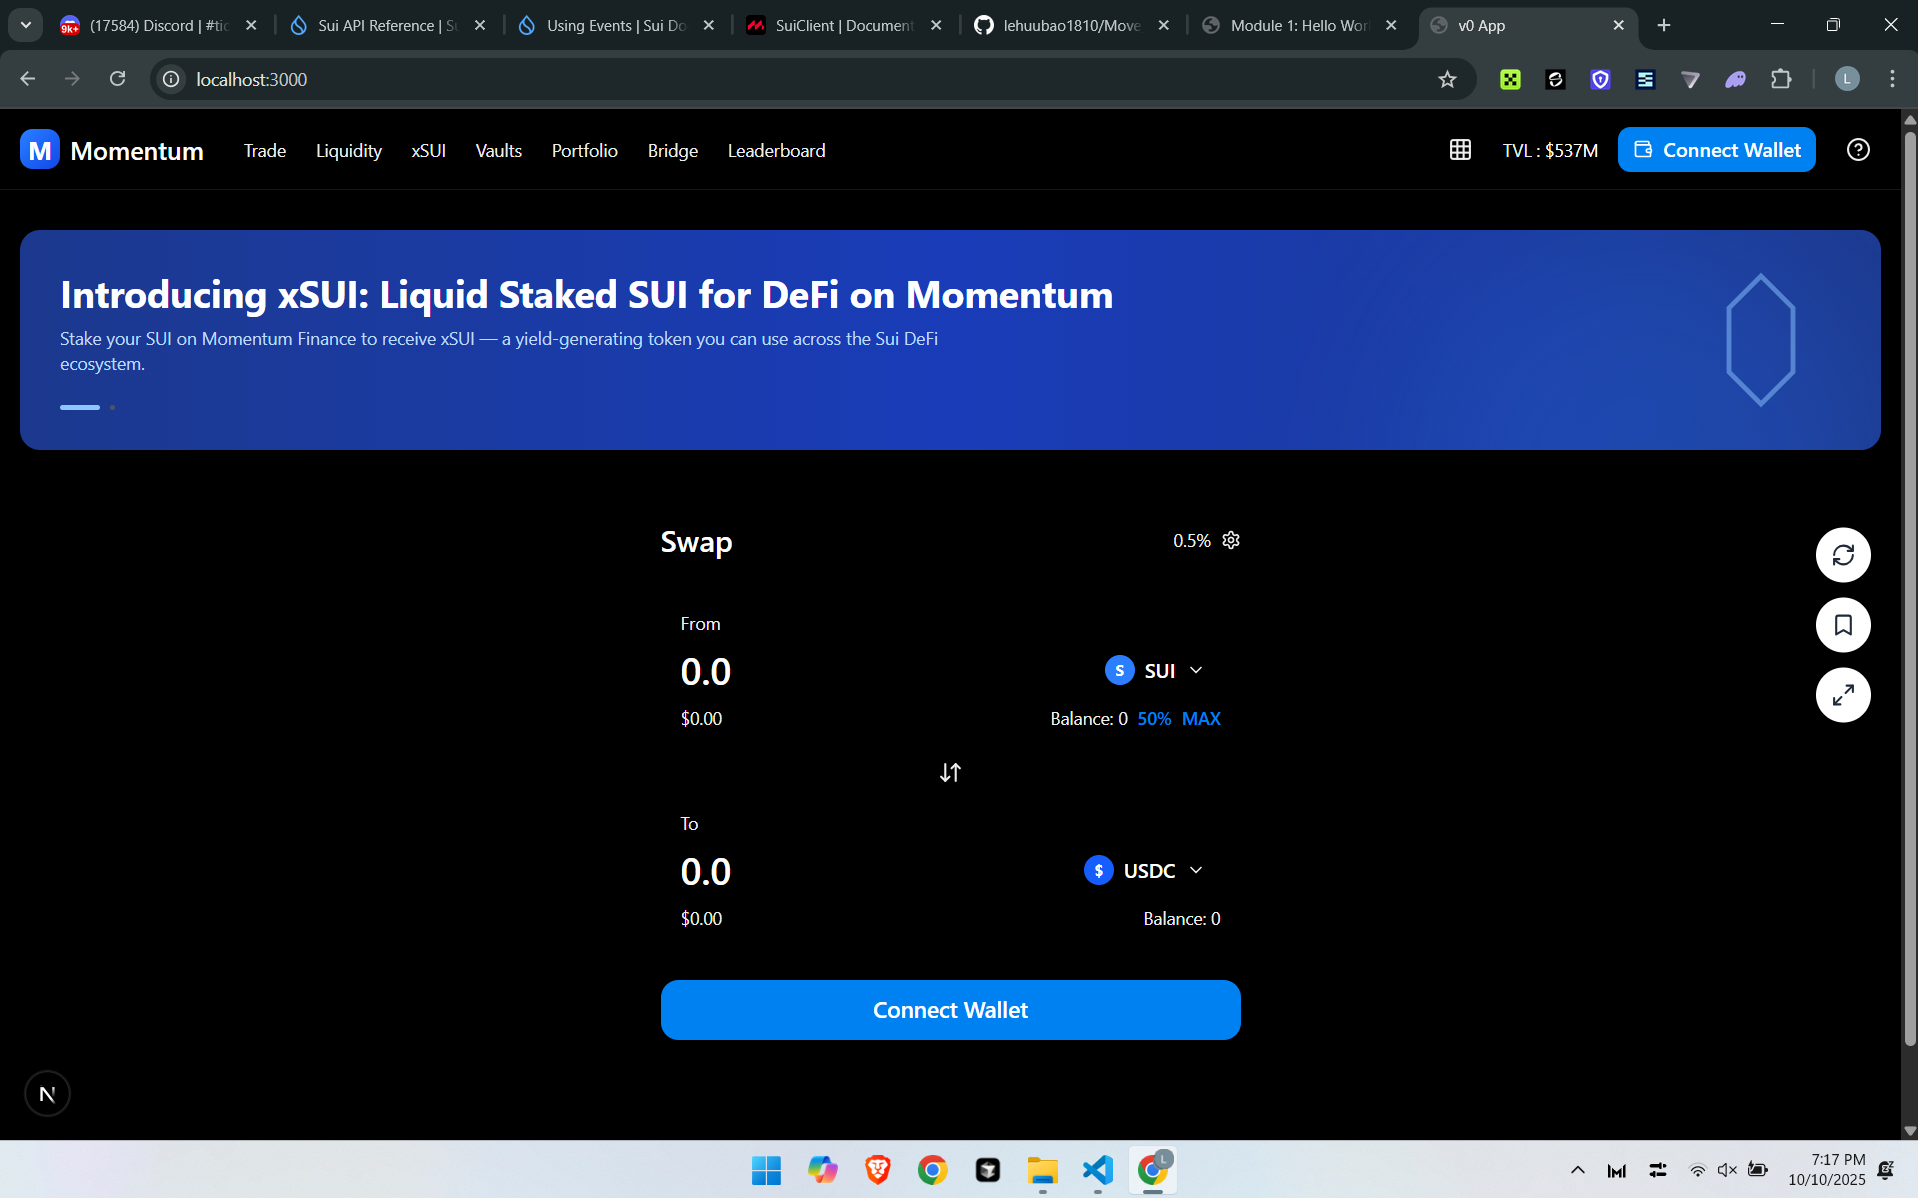 (17584) Discord | #tic
Sui API Reference | Su
Using Events | Sui Do
SuiClient | Document
lehuubao1810/Move
Module 1: Hello Wor
v0 App
localhost:3000
L
M Momentum
Trade
Liquidity
xSUI
Vaults
Portfolio
Bridge
Leaderboard
TVL : $537M
Connect Wallet
Introducing xSUI: Liquid Staked SUI for DeFi on Momentum
Stake your SUI on Momentum Finance to receive xSUI — a yield-generating token you can use across the Sui DeFi
ecosystem.
Swap
0.5%
From
0.0
S SUI
$0.00
Balance: 0 50% MAX
To
0.0
$ USDC
$0.00
Balance: 0
Connect Wallet
N
L
7:17 PM
10/10/2025